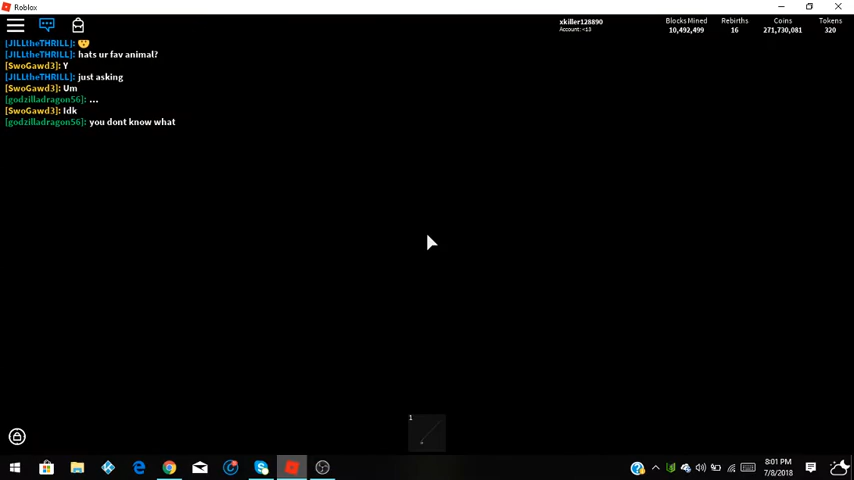 Roblox
xkiller128890
Account: <13
Blocks Mined
10,492,499
Rebirths
16
Coins
271,730,081
Tokens
320
[JILLtheTHRILL]:
[JILLtheTHRILL]: hats ur fav animal?
[SwoGawd3]: Y
[JILLtheTHRILL]: just asking
[SwoGawd3]: Um
[godzilladragon56]: ...
[SwoGawd3]: Idk
[godzilladragon56]: you dont know what
1
8:01 PM
7/8/2018